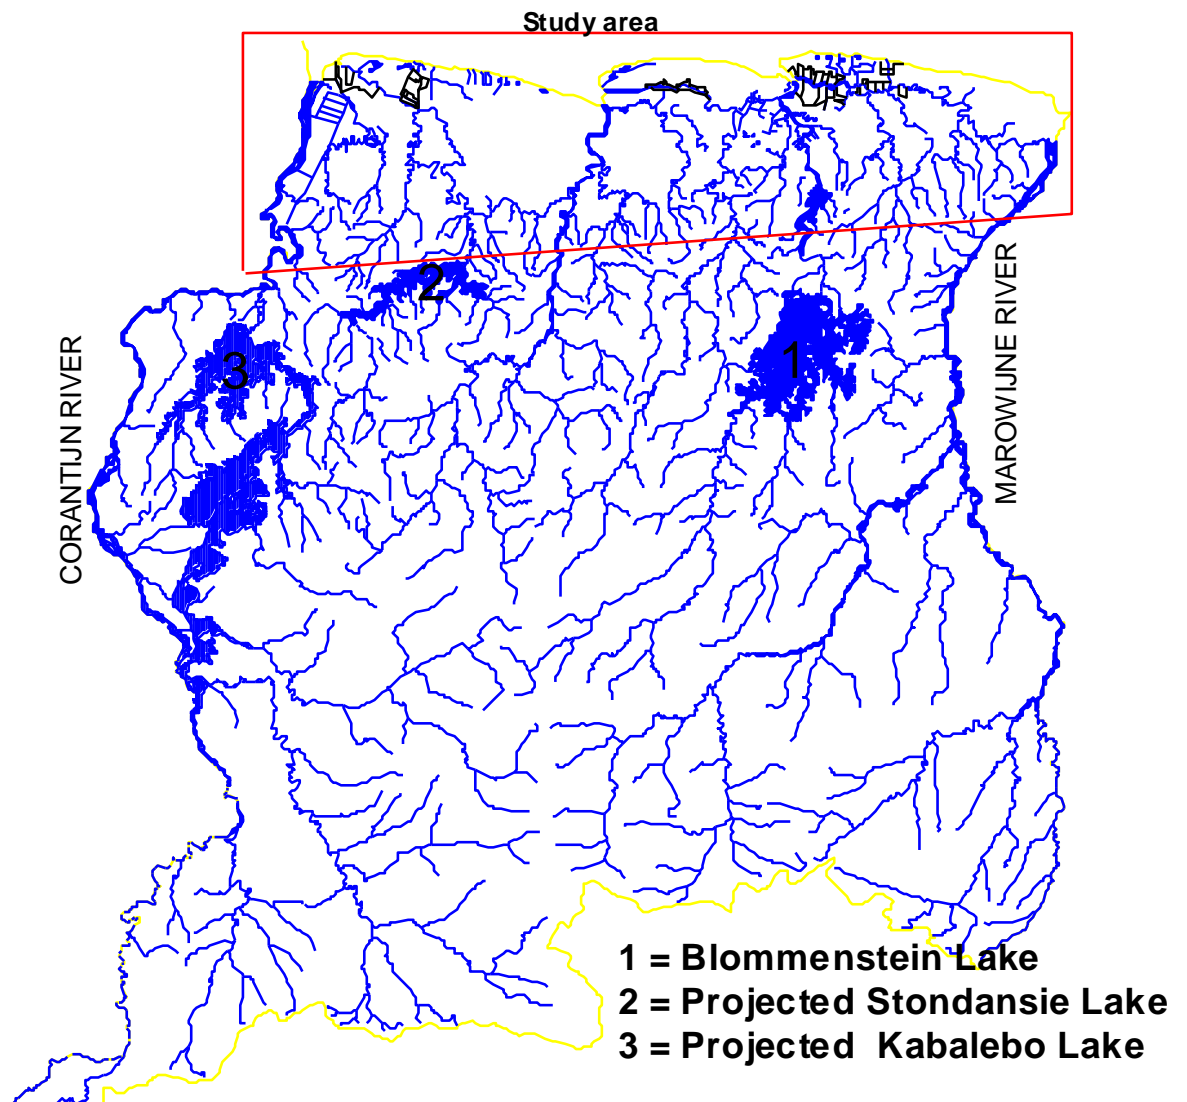 Study area
2
1
3
CORANTIJN RIVER
MAROWIJNE RIVER
1 = Blommenstein Lake
2 = Projected Stondansie Lake
3 = Projected Kabalebo Lake